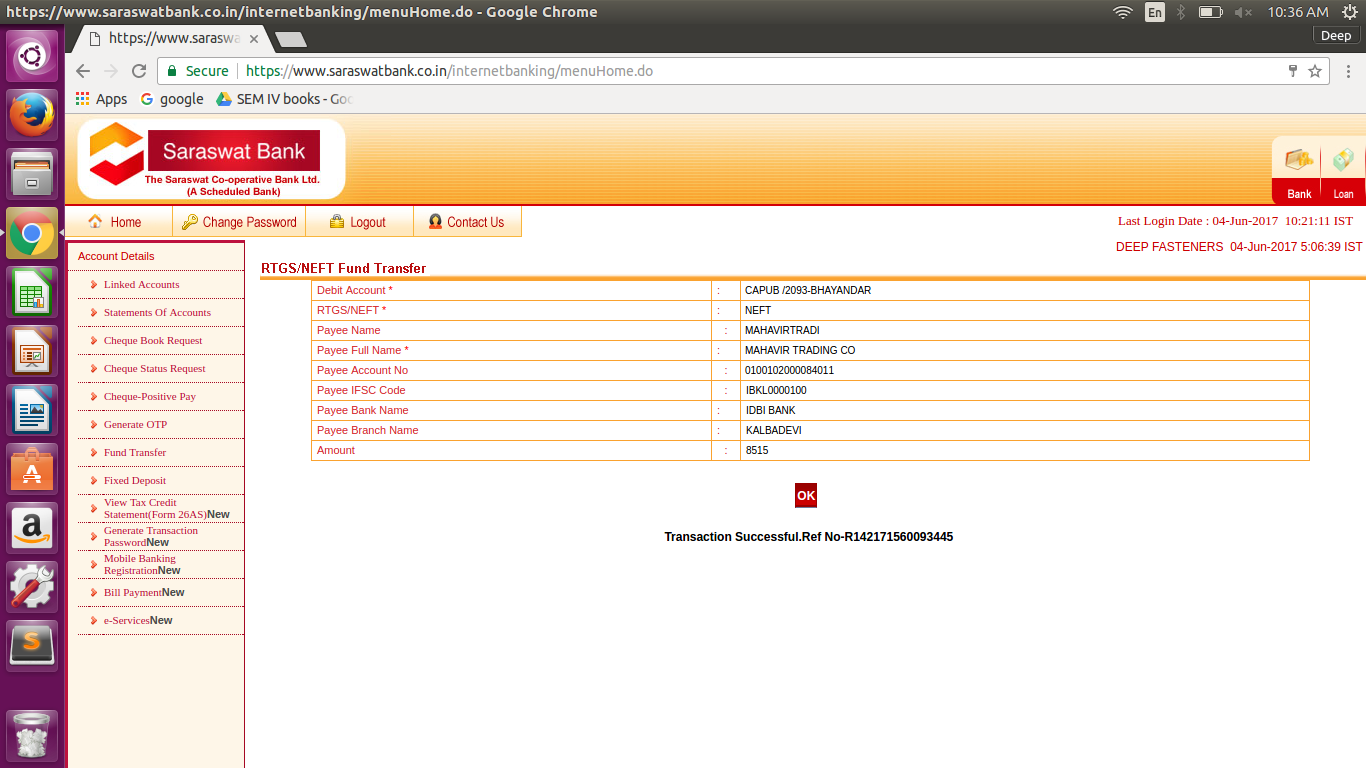 https://www.saraswatbank.co.in/internetbanking/menuHome.do - Google Chrome
En
10:36 AM
https://www.saraswa
Deep
Secure
https://www.saraswatbank.co.in/internetbanking/menuHome.do
Apps
google
SEM IV books - Goo
Saraswat Bank
The Saraswat Co-operative Bank Ltd.
(A Scheduled Bank)
Bank
Loan
Home
Change Password
Logout
Contact Us
Last Login Date : 04-Jun-2017 10:21:11 IST
DEEP FASTENERS 04-Jun-2017 5:06:39 IST
Account Details
Linked Accounts
Statements Of Accounts
Cheque Book Request
Cheque Status Request
Cheque-Positive Pay
Generate OTP
Fund Transfer
Fixed Deposit
View Tax Credit
Statement(Form 26AS)New
Generate Transaction
PasswordNew
Mobile Banking
RegistrationNew
Bill PaymentNew
e-ServicesNew
RTGS/NEFT Fund Transfer
Debit Account * : CAPUB /2093-BHAYANDAR
RTGS/NEFT * : NEFT
Payee Name : MAHAVIRTRADI
Payee Full Name * : MAHAVIR TRADING CO
Payee Account No : 0100102000084011
Payee IFSC Code : IBKL0000100
Payee Bank Name : IDBI BANK
Payee Branch Name : KALBADEVI
Amount : 8515
OK
Transaction Successful.Ref No-R142171560093445